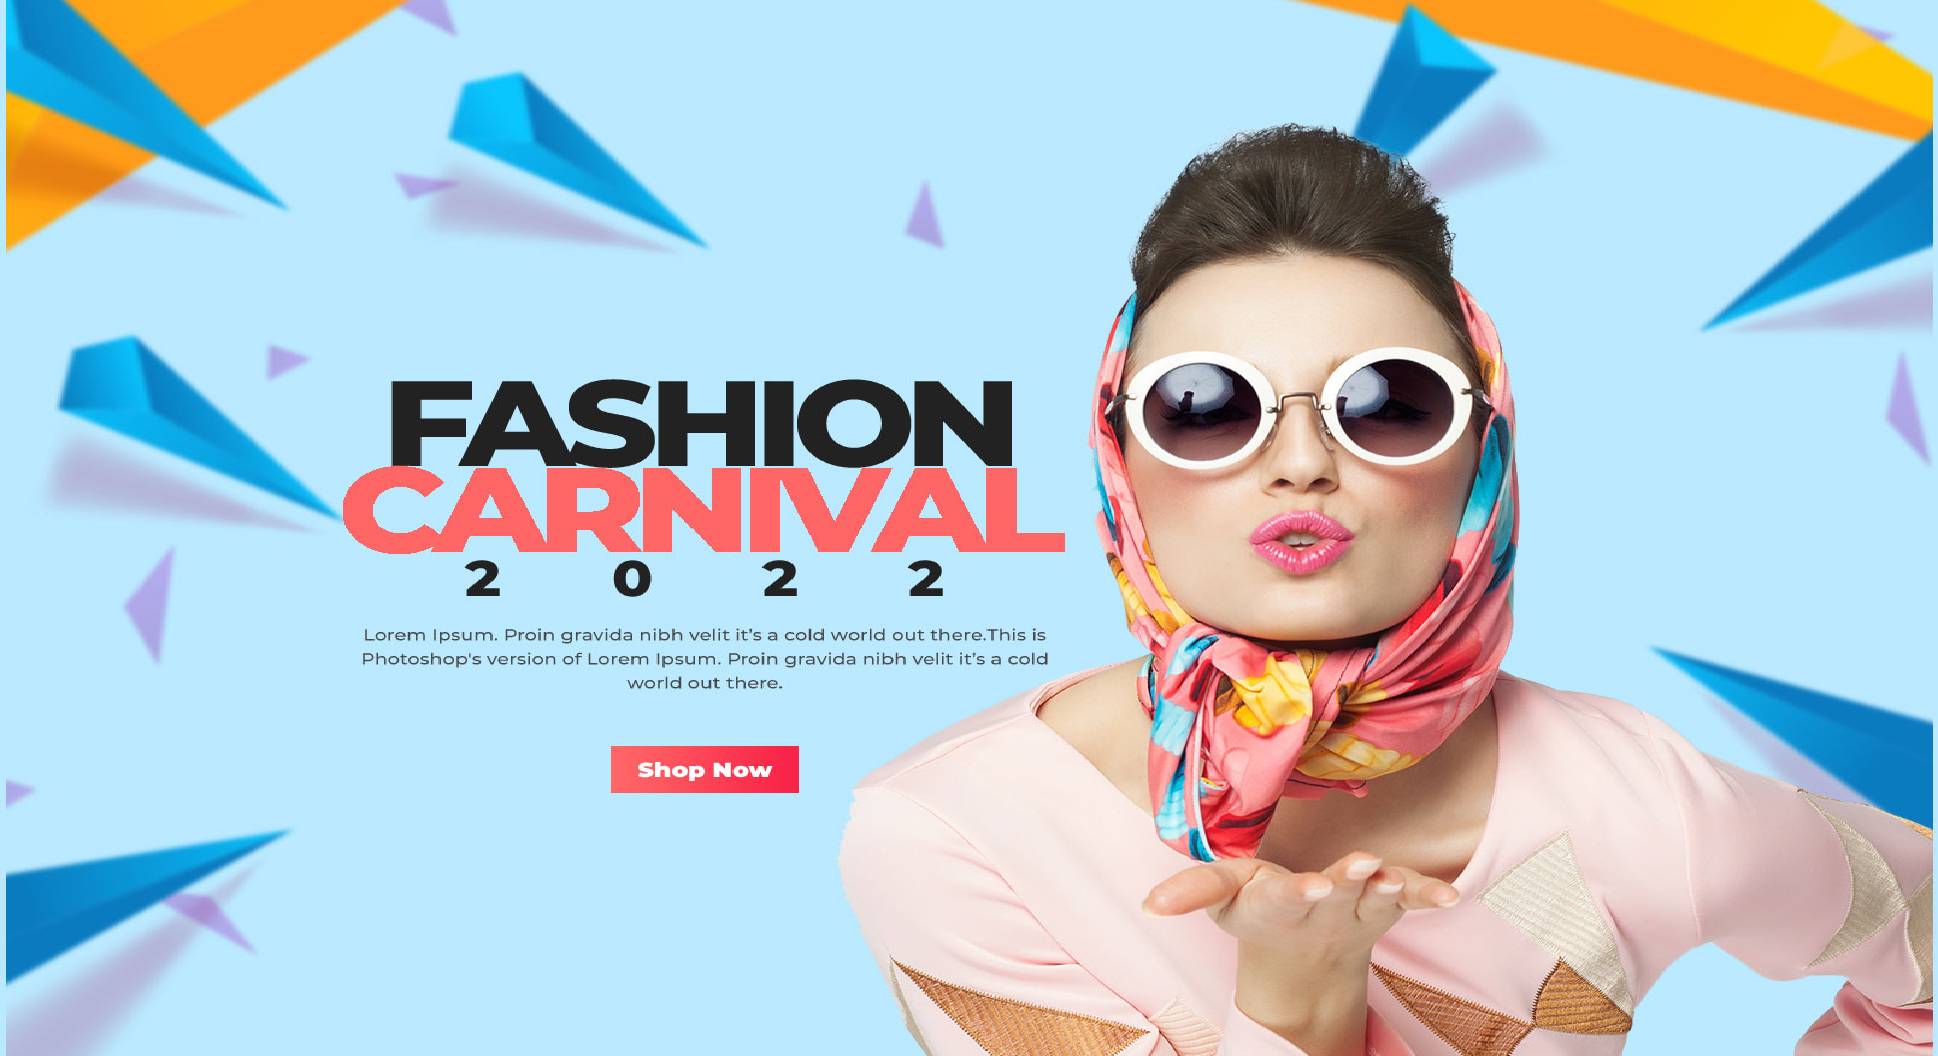 FASHION
CARNIVAL
2 0 2 2
Lorem Ipsum. Proin gravida nibh velit it’s a cold world out there.This is
Photoshop's version of Lorem Ipsum. Proin gravida nibh velit it’s a cold
world out there.
Shop Now